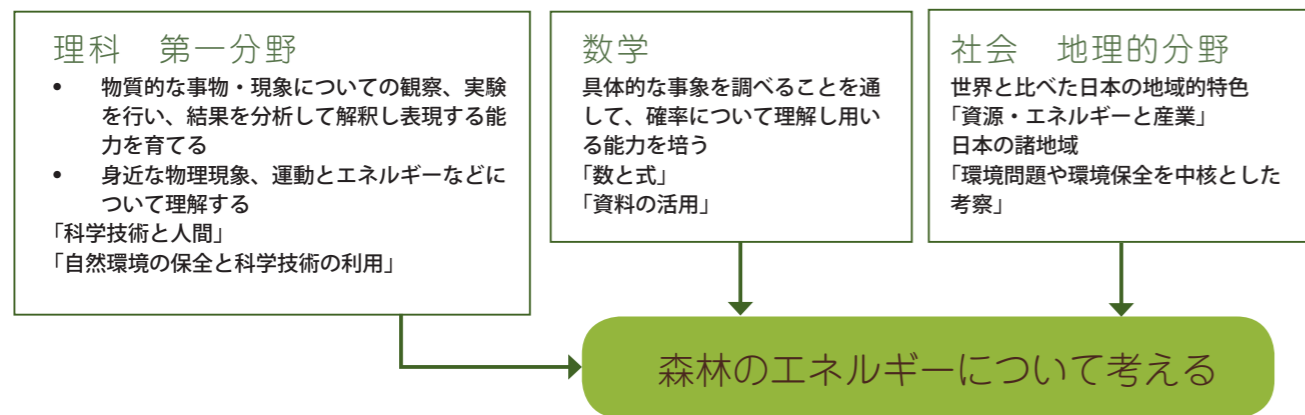 理科　第一分野
• 物質的な事物・現象についての観察、実験
を行い、結果を分析して解釈し表現する能
力を育てる
• 身近な物理現象、運動とエネルギーなどに
ついて理解する
「科学技術と人間」
「自然環境の保全と科学技術の利用」
数学
具体的な事象を調べることを通
して、確率について理解し用い
る能力を培う
「数と式」
「資料の活用」
社会　地理的分野
世界と比べた日本の地域的特色
「資源・エネルギーと産業」
日本の諸地域
「環境問題や環境保全を中核とした
考察」
森林のエネルギーについて考える